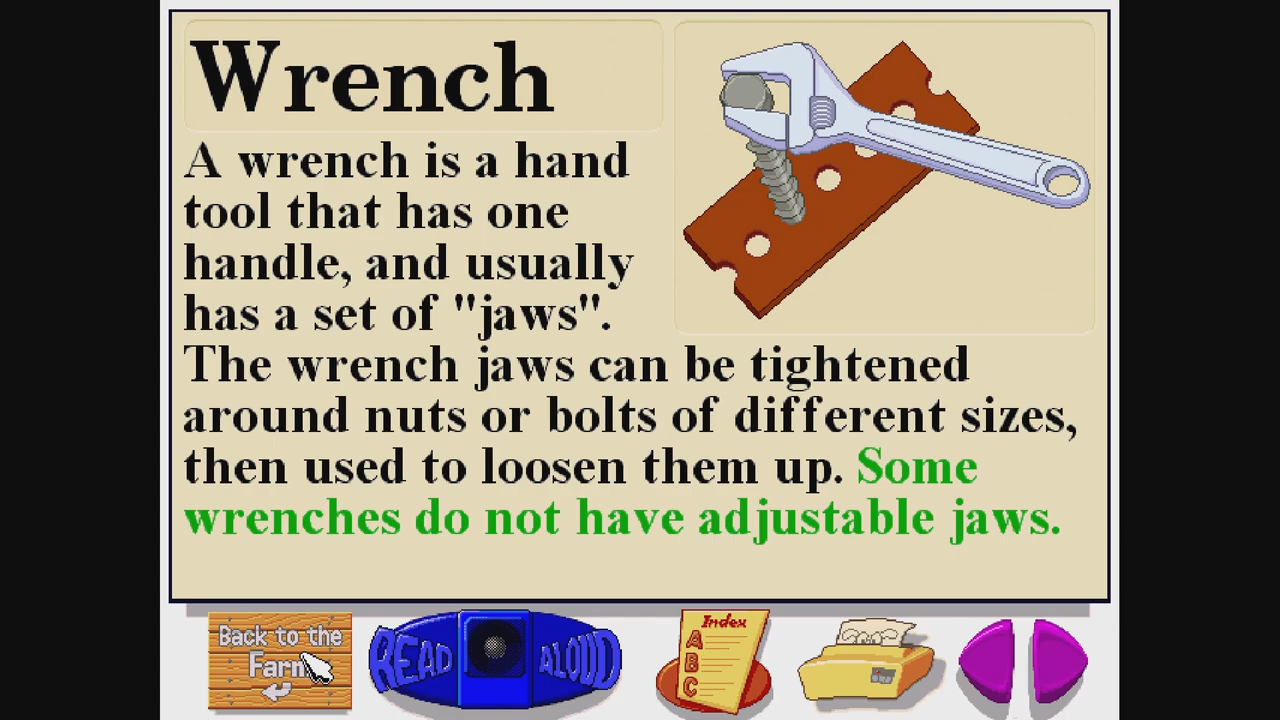 Wrench
A wrench is a hand
tool that has one
handle, and usually
has a set of "jaws".
The wrench jaws can be tightened
around nuts or bolts of different sizes,
then used to loosen them up. Some
wrenches do not have adjustable jaws.
Back to the
Farm
READ ALOUD
Index
A
B
C